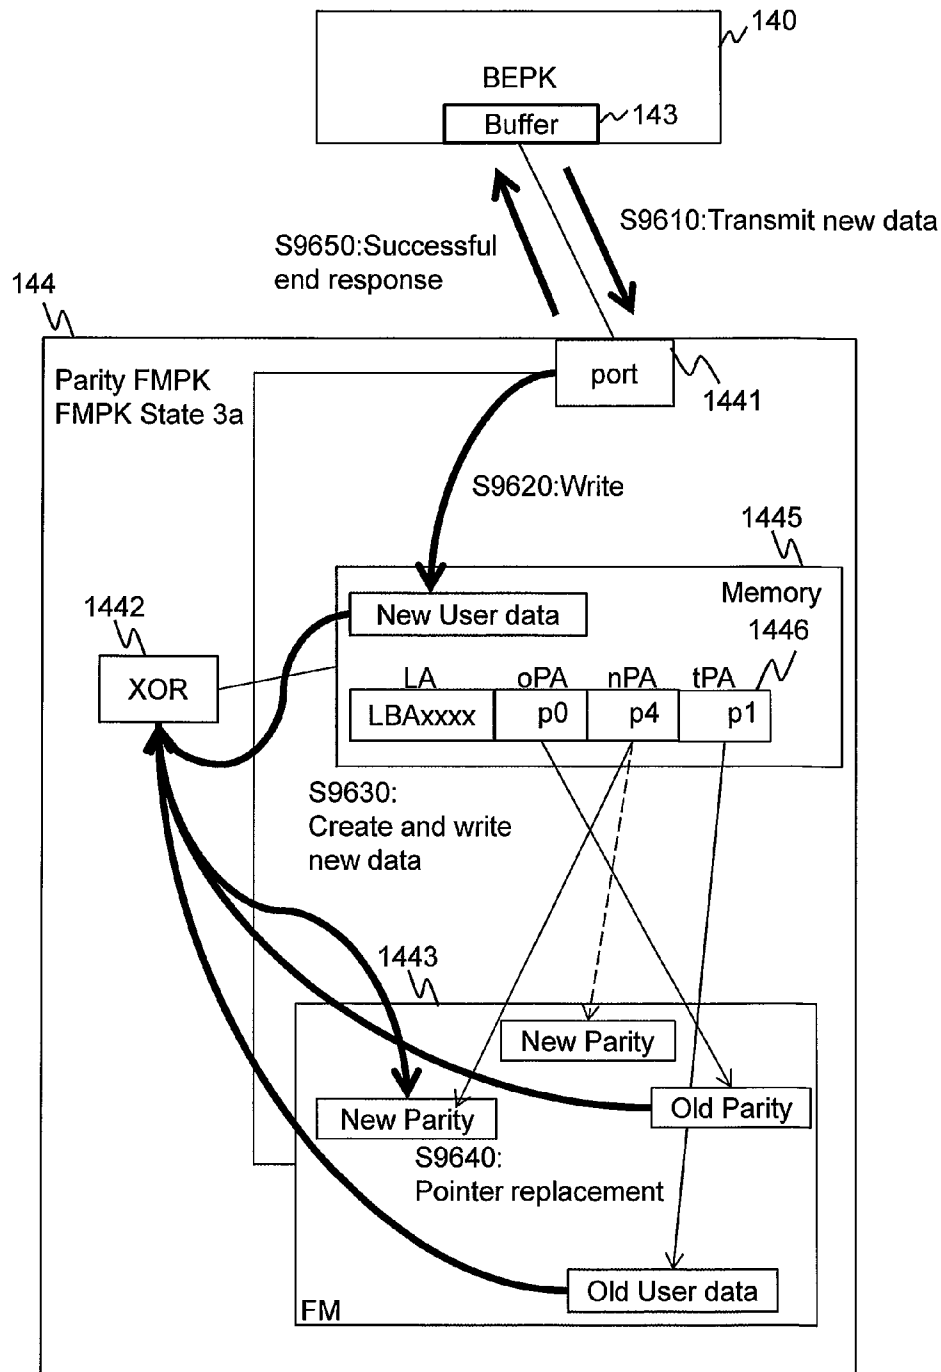 140
BEPK
Buffer
143
S9610:Transmit new data
S9650:Successful
end response
144
Parity FMPK
FMPK State 3a
port
1441
S9620:Write
1445
Memory
New User data
1446
1442
XOR
LA oPA nPA tPA
LBAxxxx p0 p4 p1
S9630:
Create and write
new data
1443
New Parity
Old Parity
New Parity
S9640:
Pointer replacement
Old User data
FM